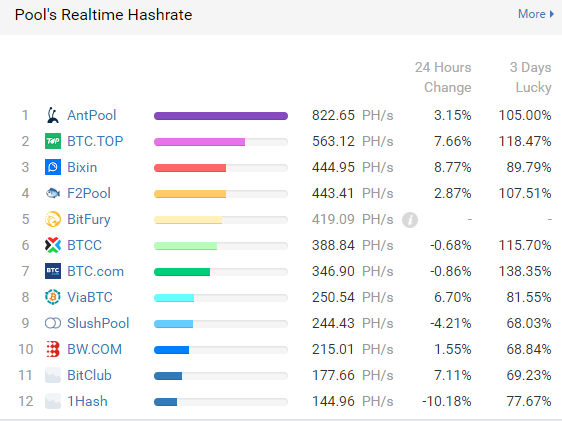 Pool's Realtime Hashrate More
24 Hours 3 Days
Change Lucky
1 AntPool 822.65 PH/s 3.15% 105.00%
2 TOP BTC.TOP 563.12 PH/s 7.66% 118.47%
3 Bixin 444.95 PH/s 8.77% 89.79%
4 F2Pool 443.41 PH/s 2.87% 107.51%
5 BitFury 419.09 PH/s i - -
6 BTCC 388.84 PH/s -0.68% 115.70%
7 BTC BTC.com 346.90 PH/s -0.86% 138.35%
8 ViaBTC 250.54 PH/s 6.70% 81.55%
9 SlushPool 244.43 PH/s -4.21% 68.03%
10 BW.COM 215.01 PH/s 1.55% 68.84%
11 BitClub 177.66 PH/s 7.11% 69.23%
12 1Hash 144.96 PH/s -10.18% 77.67%